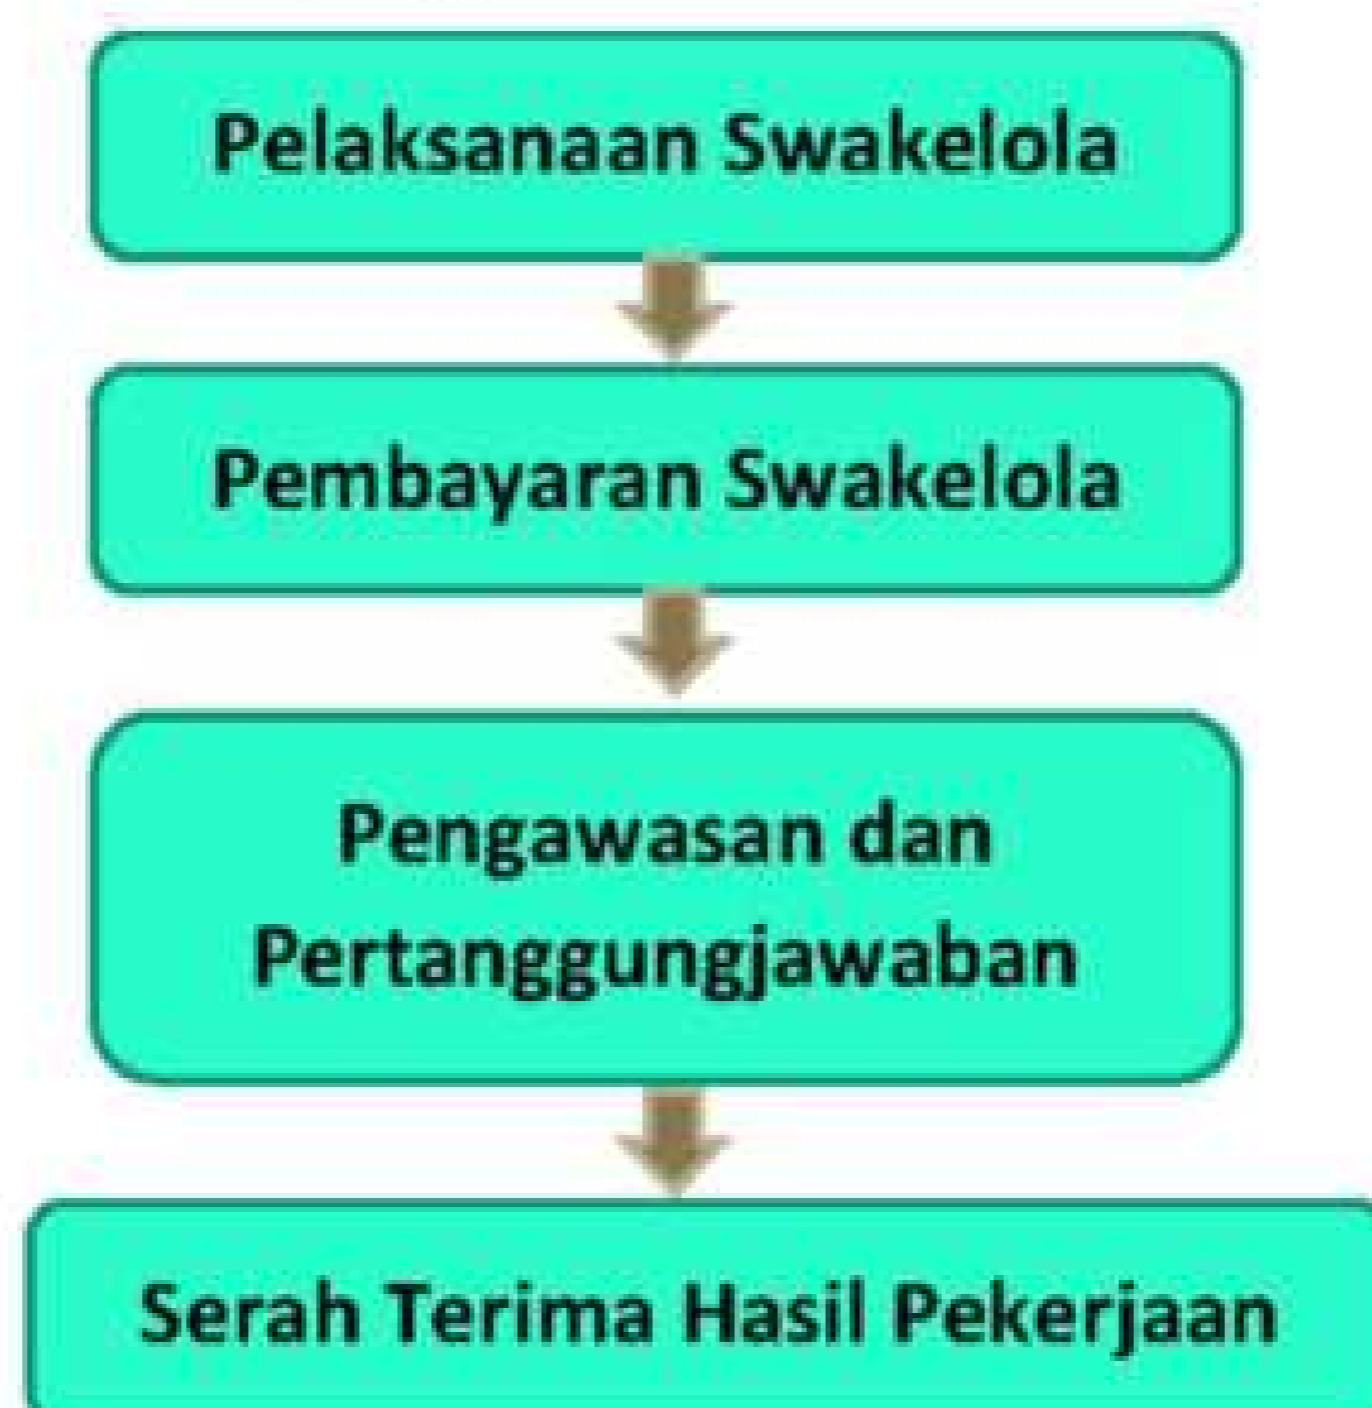 Pelaksanaan Swakelola
Pembayaran Swakelola
Pengawasan dan
Pertanggungjawaban
Serah Terima Hasil Pekerjaan